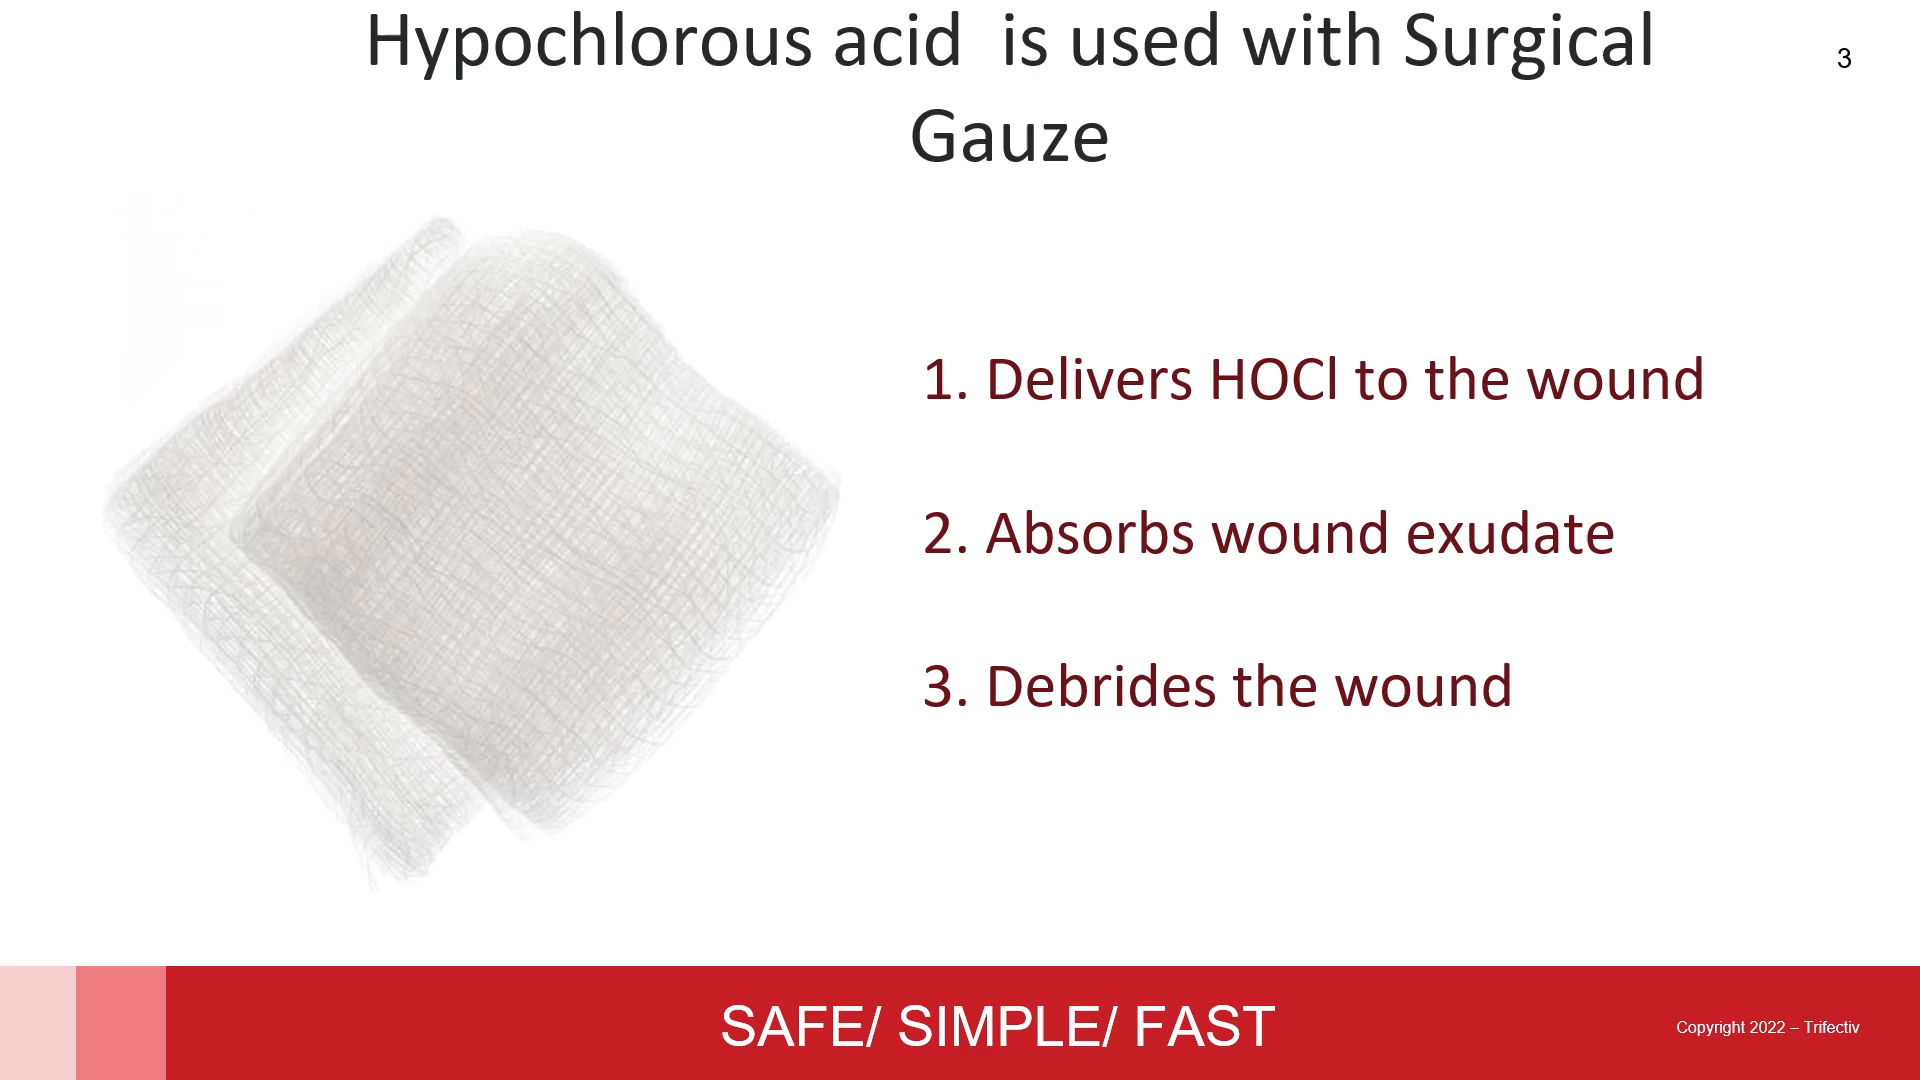 Hypochlorous acid  is used with Surgical
Gauze
3
1. Delivers HOCl to the wound
2. Absorbs wound exudate
3. Debrides the wound
SAFE/ SIMPLE/ FAST
Copyright 2022 – Trifectiv